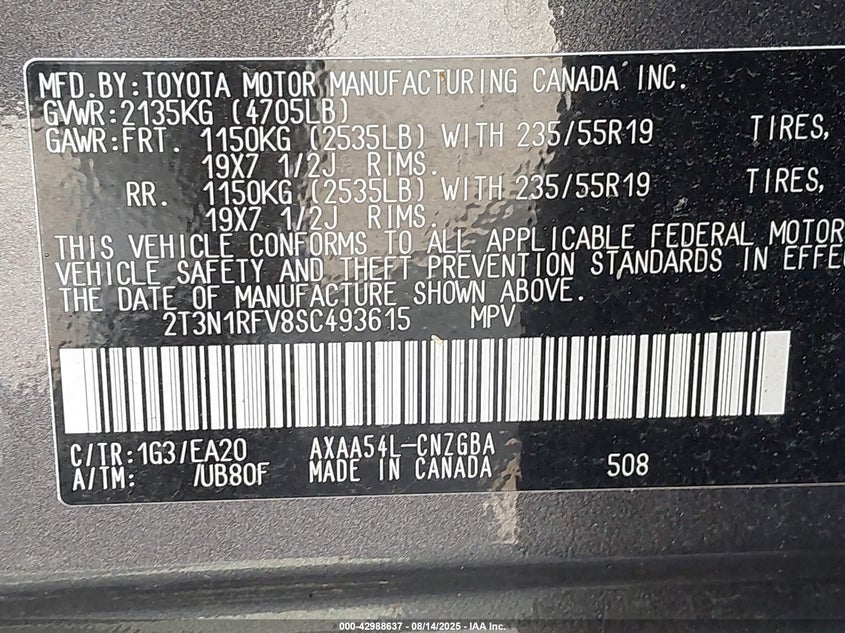 MFD.BY:TOYOTA MOTOR MANUFACTURING CANADA INC.
GVWR:2135KG (4705LB)
GAWR:FRT. 1150KG (2535LB) WITH 235/55R19 TIRES,
19X7 1/2J RIMS.
RR. 1150KG (2535LB) WITH 235/55R19 TIRES,
19X7 1/2J RIMS.
THIS VEHICLE CONFORMS TO ALL APPLICABLE FEDERAL MOTOR
VEHICLE SAFETY AND THEFT PREVENTION STANDARDS IN EFFE
THE DATE OF MANUFACTURE SHOWN ABOVE.
2T3N1RFV8SC493615 MPV
C/TR:1G3/EA20 AXAA54L-CNZGBA
A/TM: /UB80F MADE IN CANADA 508
000-42988637 - 08/14/2025 - IAA Inc.